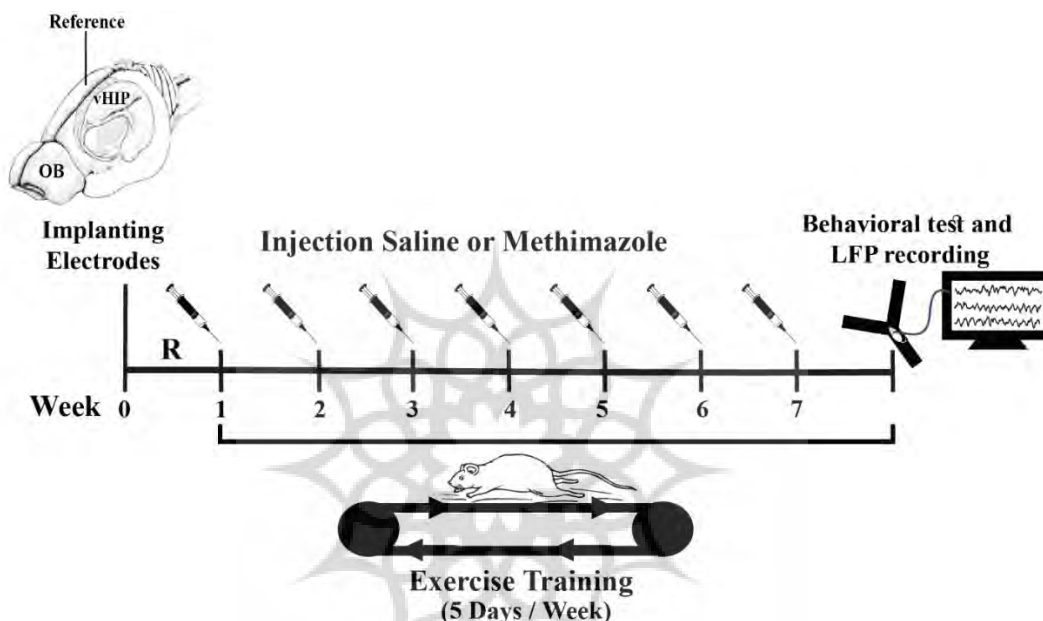 Reference
vHIP
OB
Implanting
Electrodes
Injection Saline or Methimazole
Behavioral test and
LFP recording
R
Week 0 1 2 3 4 5 6 7
Exercise Training
(5 Days / Week)